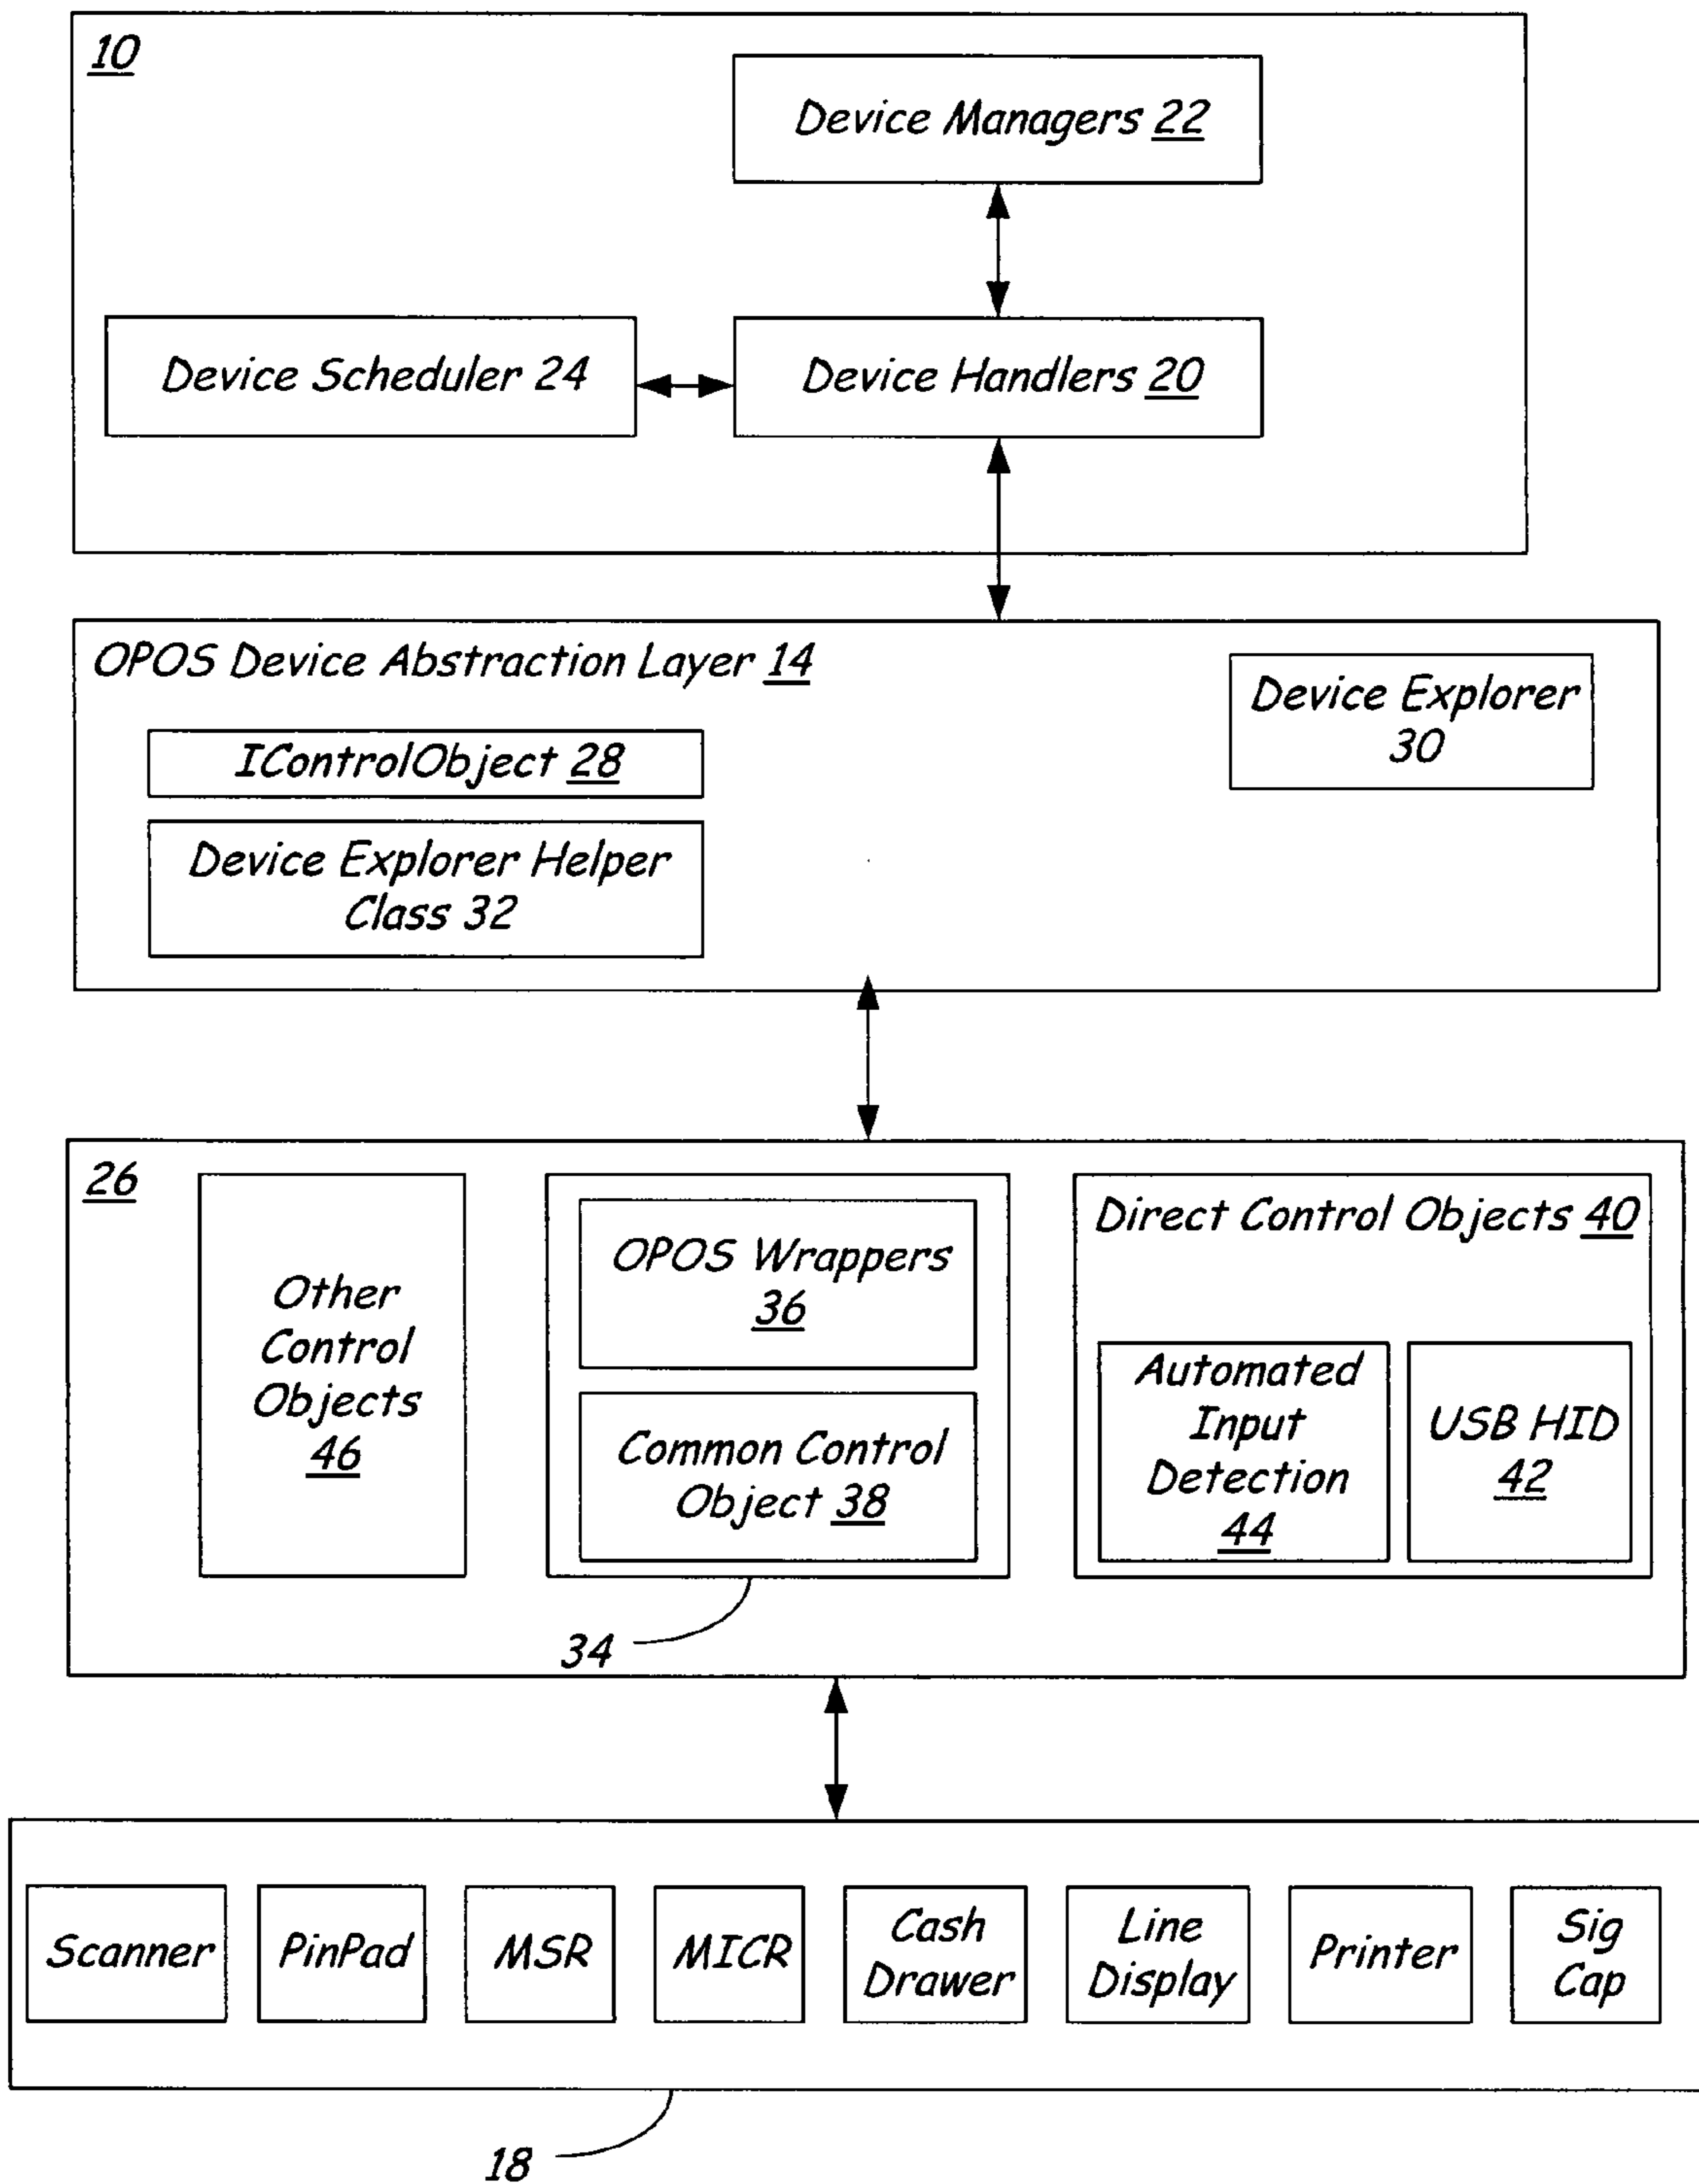 10
Device Managers 22
Device Scheduler 24
Device Handlers 20
OPOS Device Abstraction Layer 14
Device Explorer
30
IControlObject 28
Device Explorer Helper
Class 32
26
Other
Control
Objects
46
OPOS Wrappers
36
Common Control
Object 38
34
Direct Control Objects 40
Automated
Input
Detection
44
USB HID
42
Scanner
PinPad
MSR
MICR
Cash
Drawer
Line
Display
Printer
Sig
Cap
18